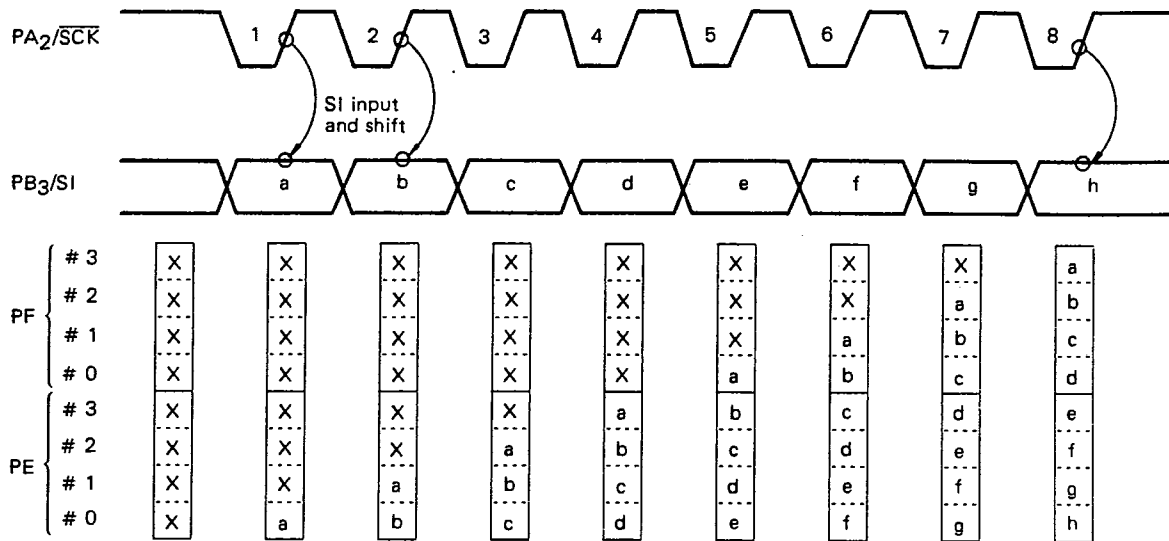 PA2/SCK 1 2 3 4 5 6 7 8
SI input
and shift
PB3/SI a b c d e f g h
# 3 X X X X X X X X a
# 2 X X X X X X X a b
PF
# 1 X X X X X X a b c
# 0 X X X X X a b c d
# 3 X X X X a b c d e
# 2 X X X a b c d e f
PE
# 1 X X a b c d e f g
# 0 X a b c d e f g h